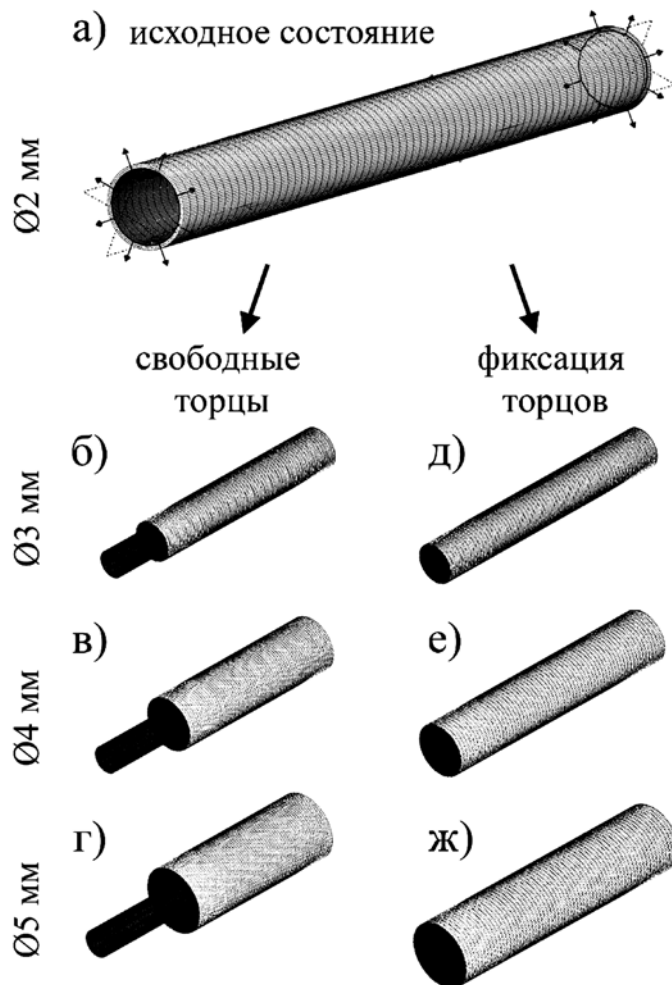 а) исходное состояние
Ø2 мм
свободные
торцы
фиксация
торцов
Ø3 мм
б)
д)
Ø4 мм
в)
е)
Ø5 мм
г)
ж)